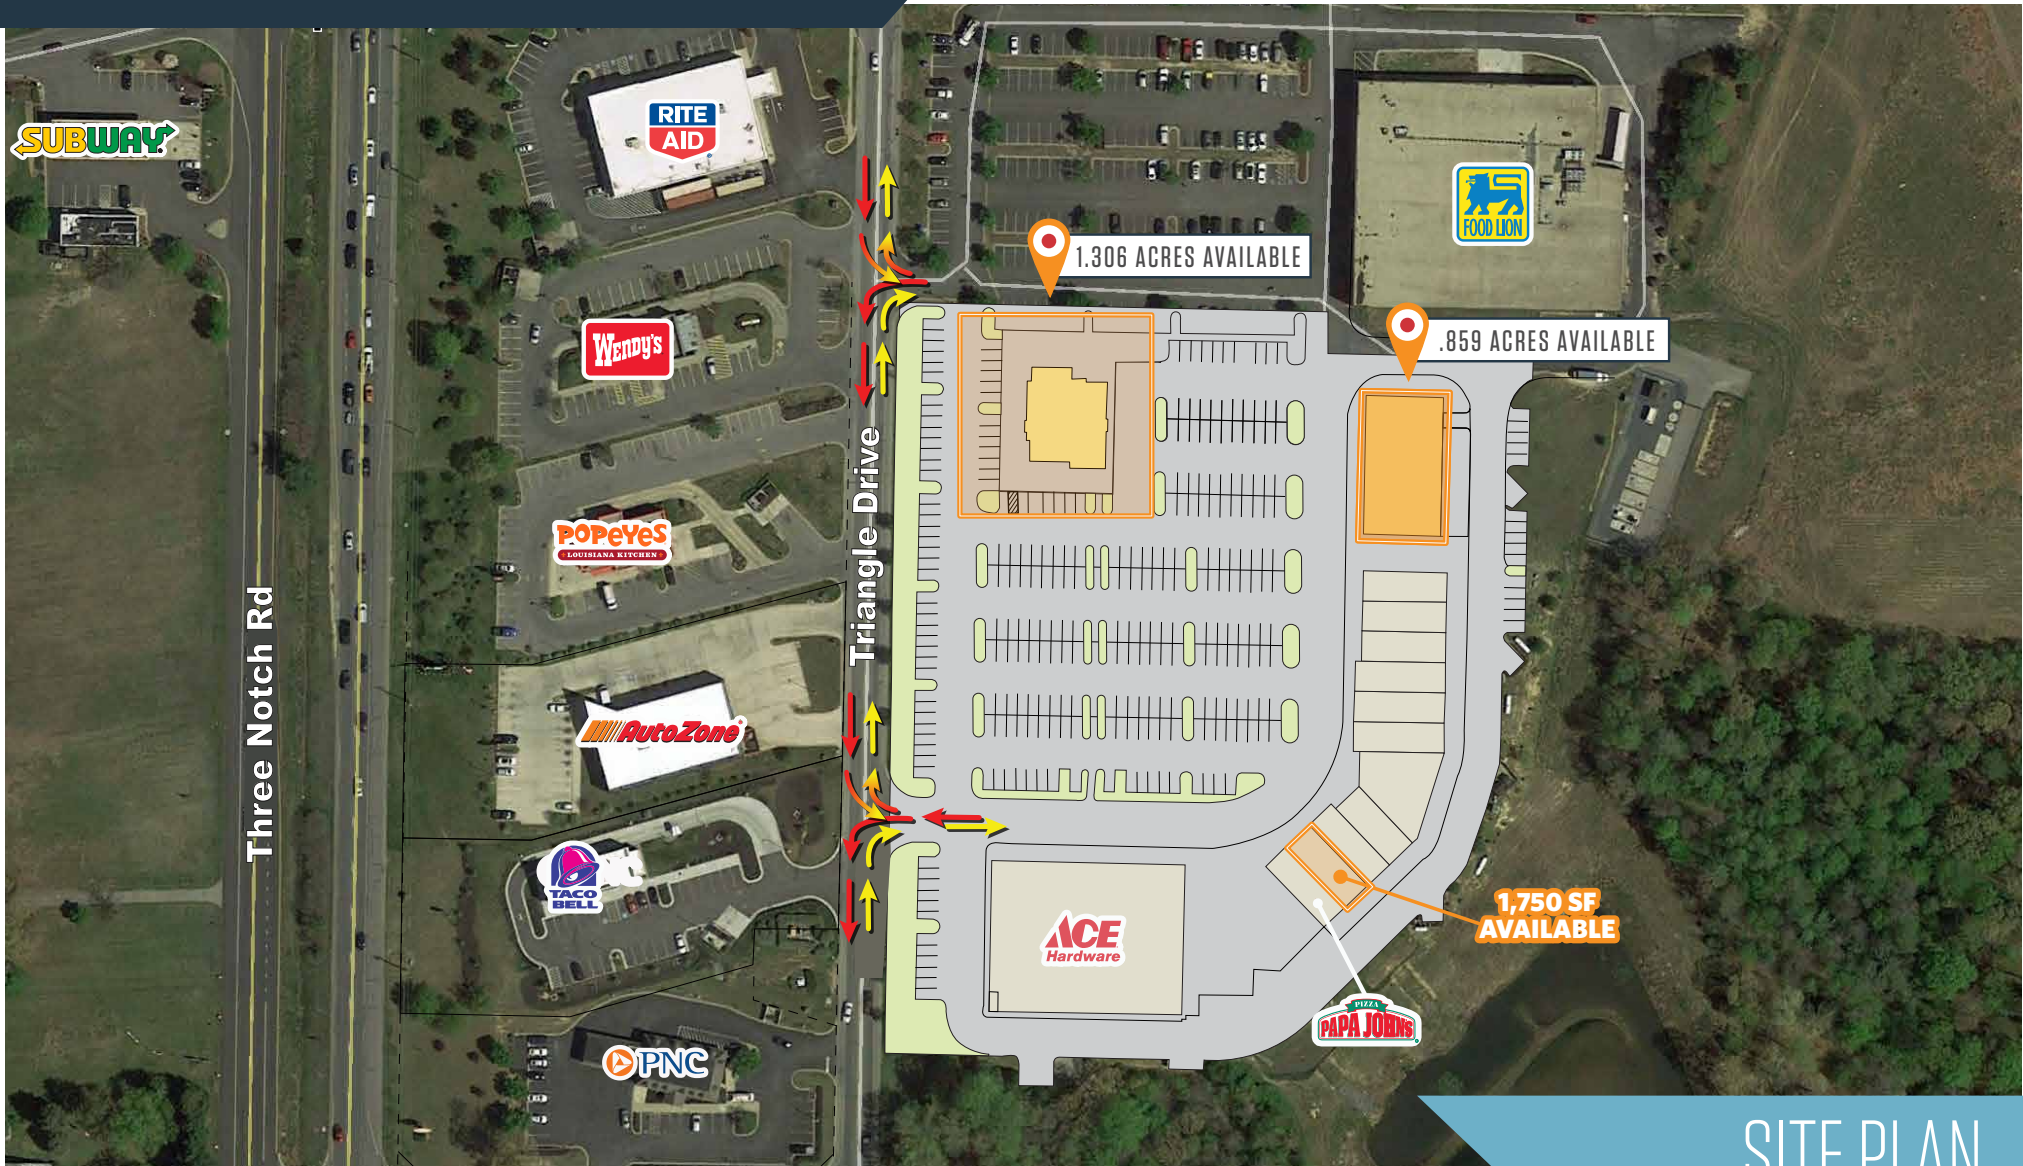 RITE
AID
SUBWAY
FOOD LION
1.306 ACRES AVAILABLE
.859 ACRES AVAILABLE
WENDY'S
Triangle Drive
POPEYES
LOUISIANA KITCHEN
Three Notch Rd
AutoZone
TACO
BELL
ACE
Hardware
1,750 SF
AVAILABLE
PIZZA
PAPA JOHNS
PNC
SITE PLAN